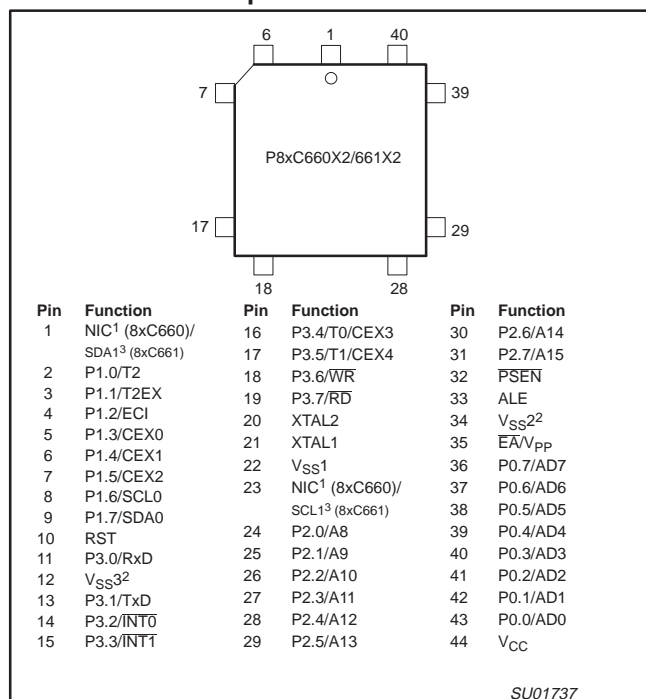 6 1 40
7 39
P8xC660X2/661X2
17 29
18 28
Pin Function
1 NIC¹ (8xC660)/
SDA1³ (8xC661)
2 P1.0/T2
3 P1.1/T2EX
4 P1.2/ECI
5 P1.3/CEX0
6 P1.4/CEX1
7 P1.5/CEX2
8 P1.6/SCL0
9 P1.7/SDA0
10 RST
11 P3.0/RxD
12 VSS3²
13 P3.1/TxD
14 P3.2/I̅N̅T̅0̅
15 P3.3/I̅N̅T̅1̅
Pin Function
16 P3.4/T0/CEX3
17 P3.5/T1/CEX4
18 P3.6/W̅R̅
19 P3.7/R̅D̅
20 XTAL2
21 XTAL1
22 VSS1
23 NIC¹ (8xC660)/
SCL1³ (8xC661)
24 P2.0/A8
25 P2.1/A9
26 P2.2/A10
27 P2.3/A11
28 P2.4/A12
29 P2.5/A13
Pin Function
30 P2.6/A14
31 P2.7/A15
32 P̅S̅E̅N̅
33 ALE
34 VSS2²
35 E̅A̅/VPP
36 P0.7/AD7
37 P0.6/AD6
38 P0.5/AD5
39 P0.4/AD4
40 P0.3/AD3
41 P0.2/AD2
42 P0.1/AD1
43 P0.0/AD0
44 VCC
SU01737